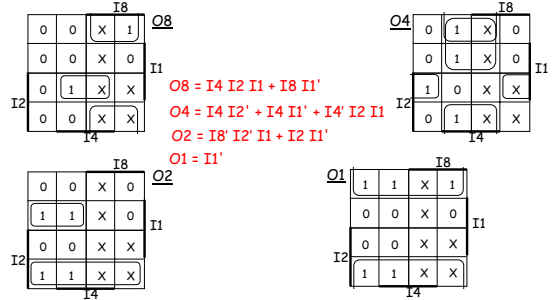 I8
O8
0 0 X 1
0 0 X 0
I1
0 1 X X
I2
0 0 X X
I4
I8
O4
0 1 X 0
0 1 X 0
I1
1 0 X X
I2
0 1 X X
I4
O8 = I4 I2 I1 + I8 I1'
O4 = I4 I2' + I4 I1' + I4' I2 I1
O2 = I8' I2' I1 + I2 I1'
O1 = I1'
I8
O2
0 0 X 0
1 1 X 0
I1
0 0 X X
I2
1 1 X X
I4
O1
I8
1 1 X 1
0 0 X 0
I1
0 0 X X
I2
1 1 X X
I4